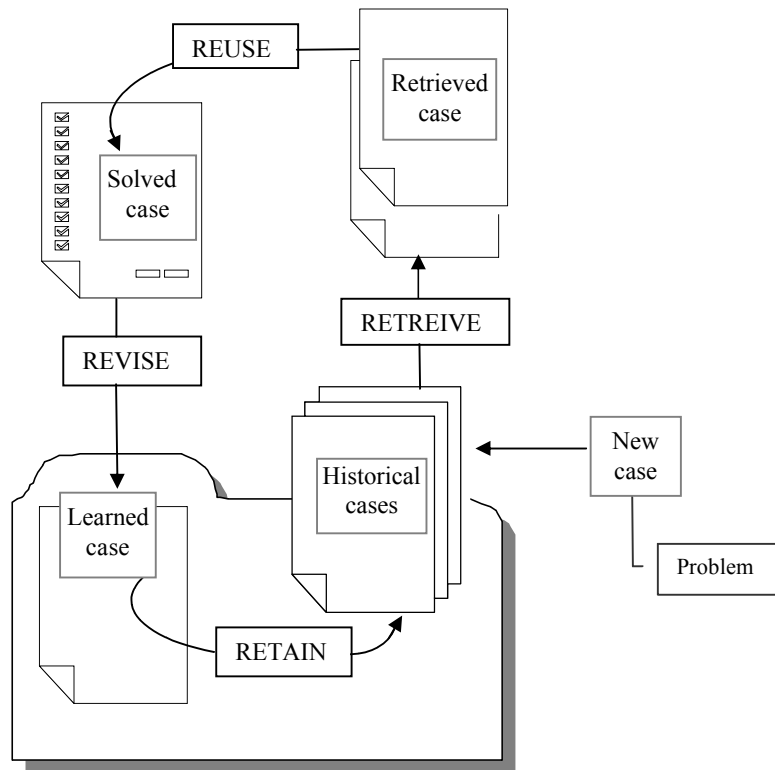 REUSE
Retrieved
case
Solved
case
RETREIVE
REVISE
New
case
Historical
cases
Learned
case
Problem
RETAIN